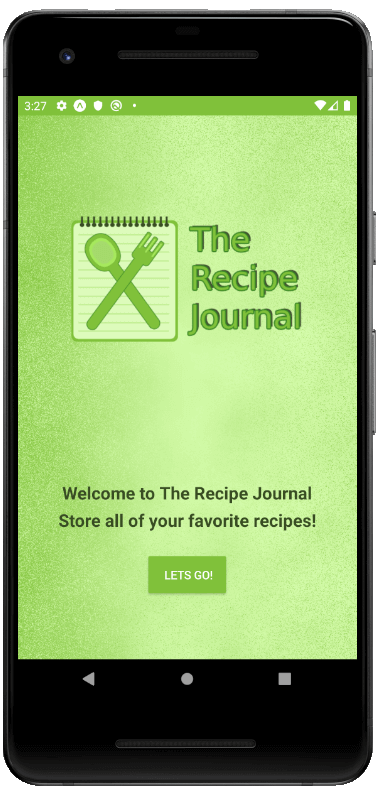 3:27
The
Recipe
Journal
Welcome to The Recipe Journal
Store all of your favorite recipes!
LETS GO!